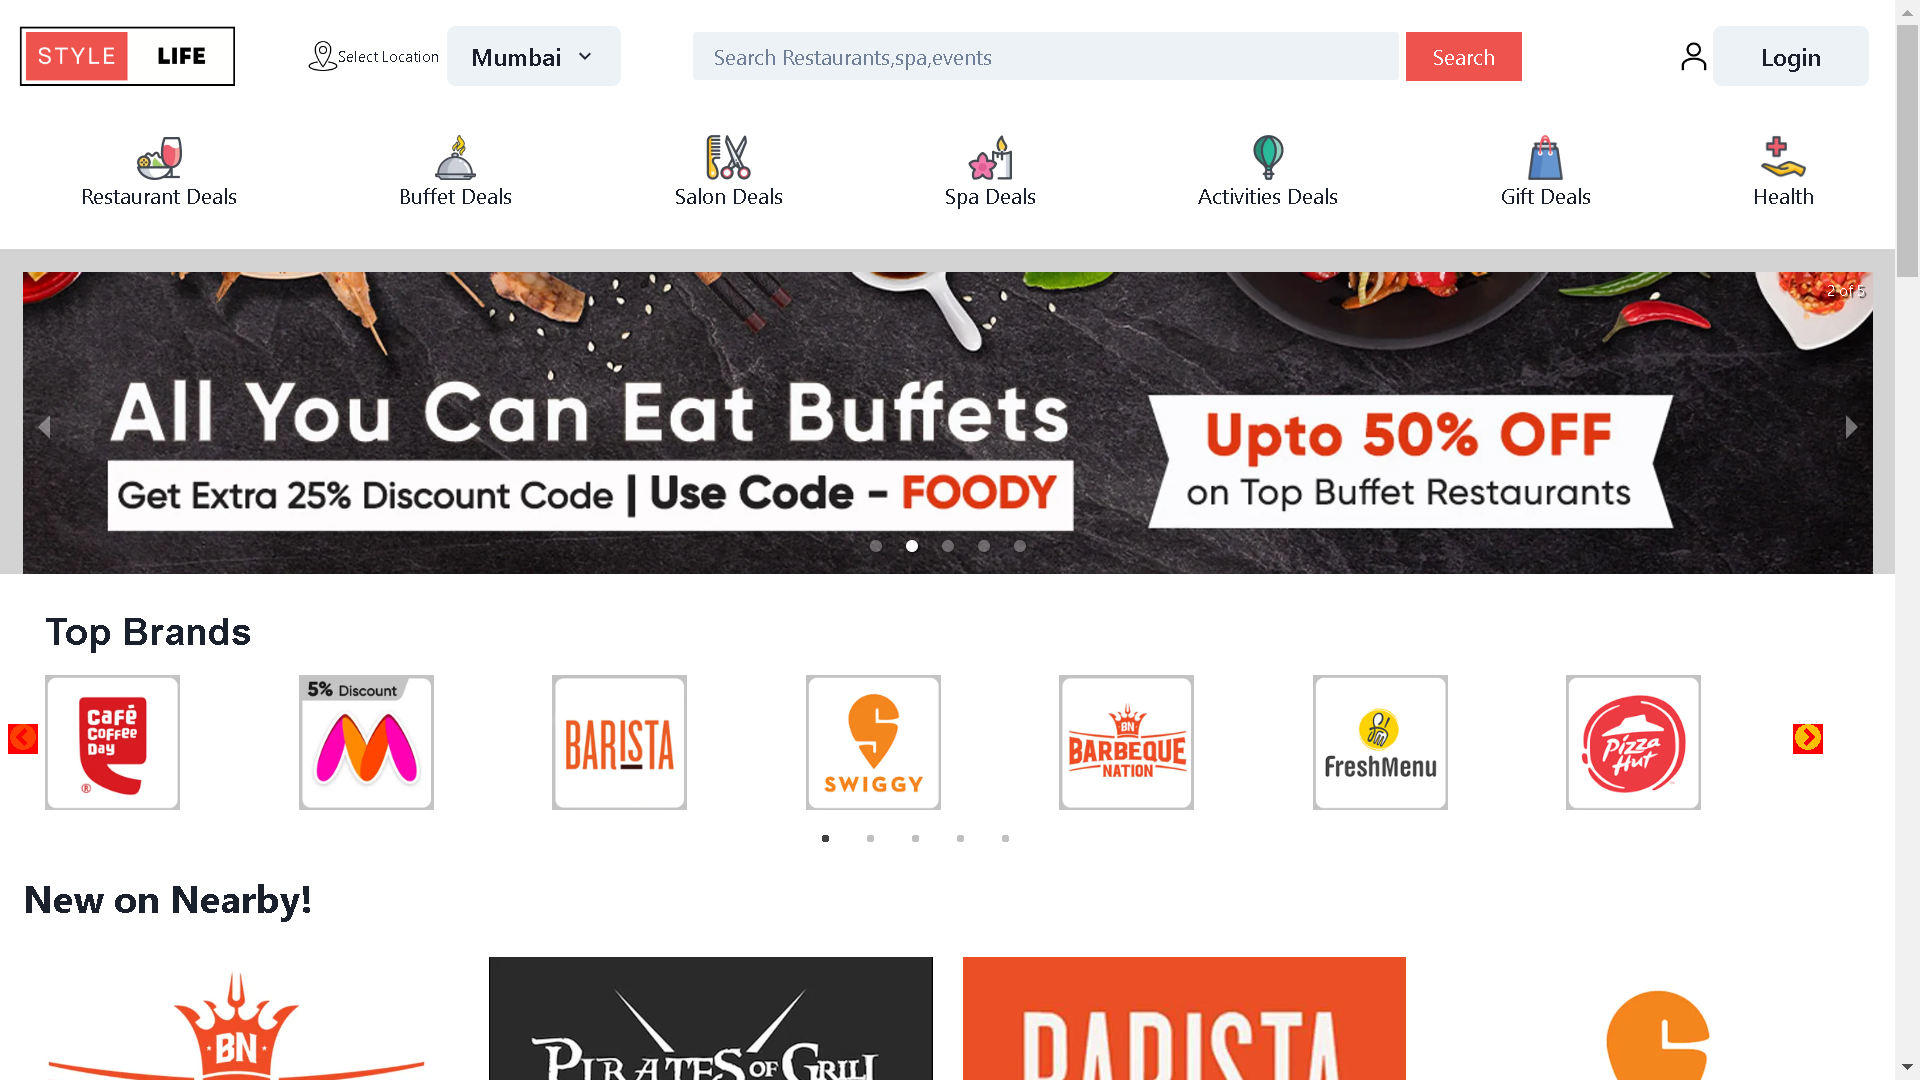 STYLE LIFE
Select Location
Mumbai
Search Restaurants,spa,events
Search
Login
Restaurant Deals
Buffet Deals
Salon Deals
Spa Deals
Activities Deals
Gift Deals
Health
2 of 5
All You Can Eat Buffets
Get Extra 25% Discount Code | Use Code - FOODY
Upto 50% OFF
on Top Buffet Restaurants
Top Brands
Café
Coffee
Day
®
5% Discount
BARISTA
SWIGGY
BN
BARBEQUE
NATION
fm
FreshMenu
Pizza
Hut
New on Nearby!
BN
PIRATES OF GRILL
BARISTA